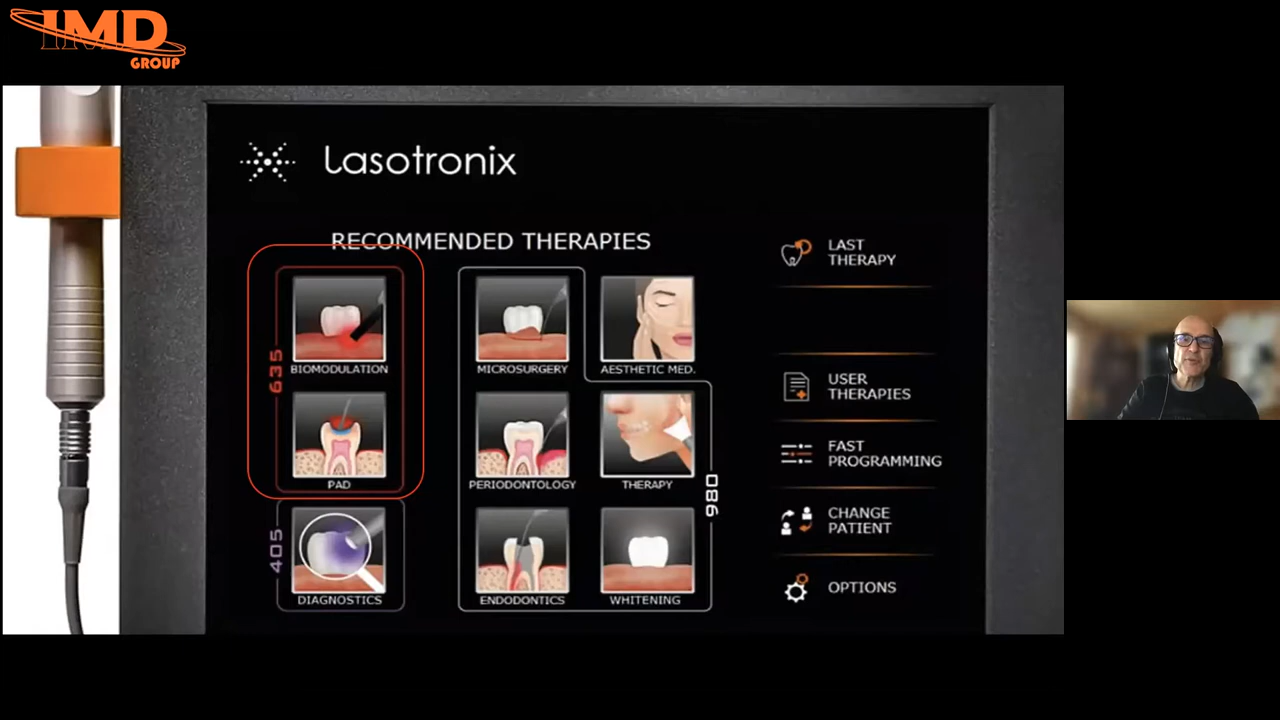 IMD
GROUP
Lasotronix
RECOMMENDED THERAPIES
635
BIOMODULATION
PAD
405
DIAGNOSTICS
MICROSURGERY
AESTHETIC MED.
PERIODONTOLOGY
THERAPY
980
ENDODONTICS
WHITENING
LAST
THERAPY
USER
THERAPIES
FAST
PROGRAMMING
CHANGE
PATIENT
OPTIONS